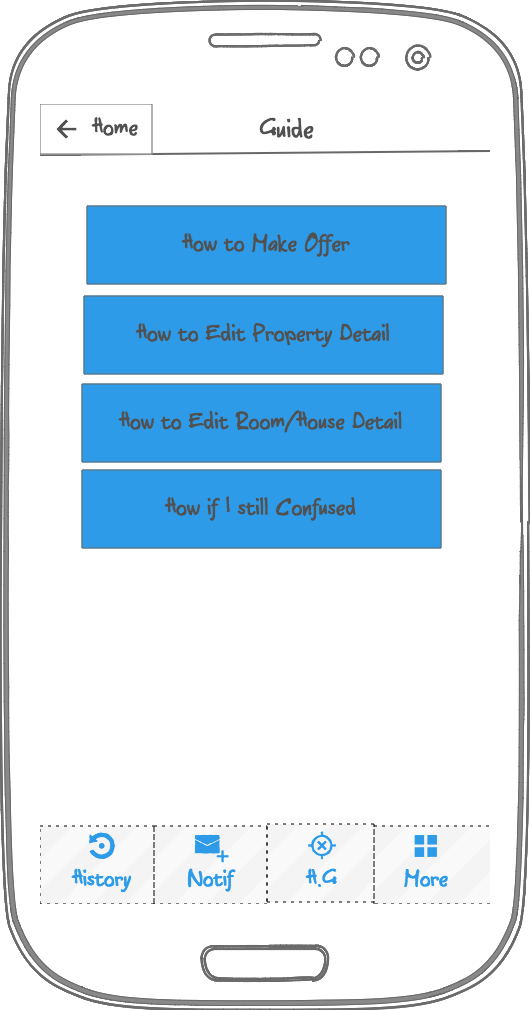 Home
Guide
How to Make Offer
How to Edit Property Detail
How to Edit Room/House Detail
How if I still Confused
History
Notif
H.G
More